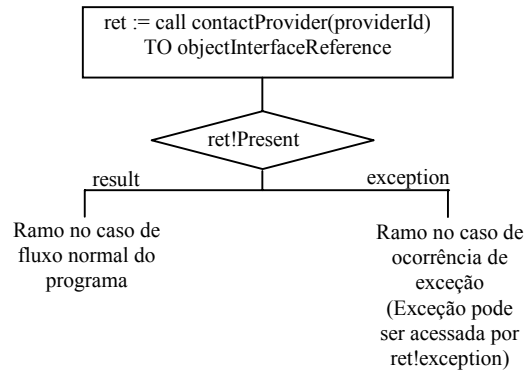 ret := call contactProvider(providerId)
TO objectInterfaceReference
ret!Present
result
exception
Ramo no caso de
fluxo normal do
programa
Ramo no caso de
ocorrência de
exceção
(Exceção pode
ser acessada por
ret!exception)